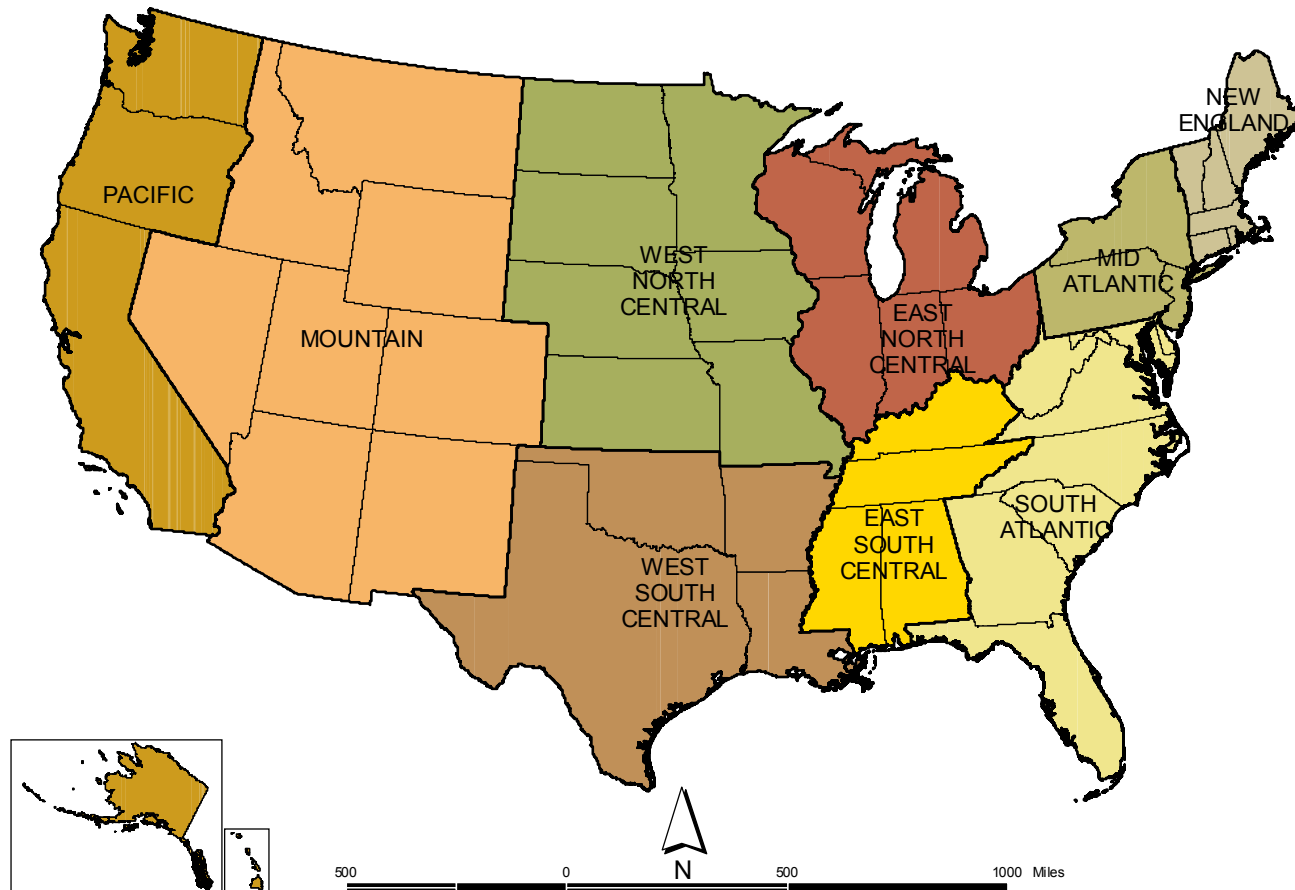 NEW
ENGLAND
PACIFIC
WEST
NORTH
CENTRAL
MID
ATLANTIC
MOUNTAIN
EAST
NORTH
CENTRAL
SOUTH
ATLANTIC
EAST
SOUTH
CENTRAL
WEST
SOUTH
CENTRAL
N
500 0 500 1000 Miles